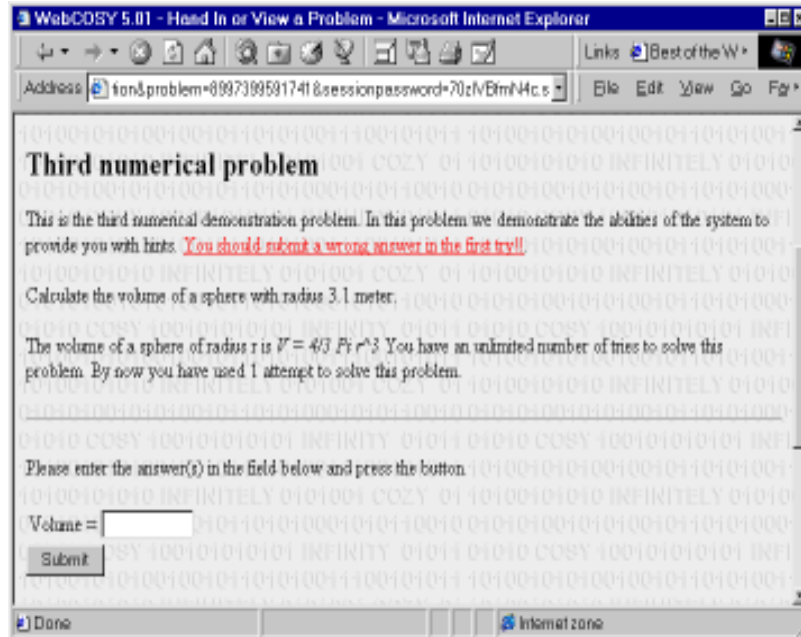 WebCOSY 5.01 - Hand In or View a Problem - Microsoft Internet Explorer
Links Best of the W
Address tion&problem=8997399591741&sessionpassword=70zIVBfmN4c.s File Edit View Go Fav
Third numerical problem
This is the third numerical demonstration problem. In this problem we demonstrate the abilities of the system to
provide you with hints. You should submit a wrong answer in the first try!!.
Calculate the volume of a sphere with radius 3.1 meter.
The volume of a sphere of radius r is V = 4/3 Pi r^3 You have an unlimited number of tries to solve this
problem. By now you have used 1 attempt to solve this problem.
Please enter the answer(s) in the field below and press the button.
Volume =
Submit
Done Internet zone